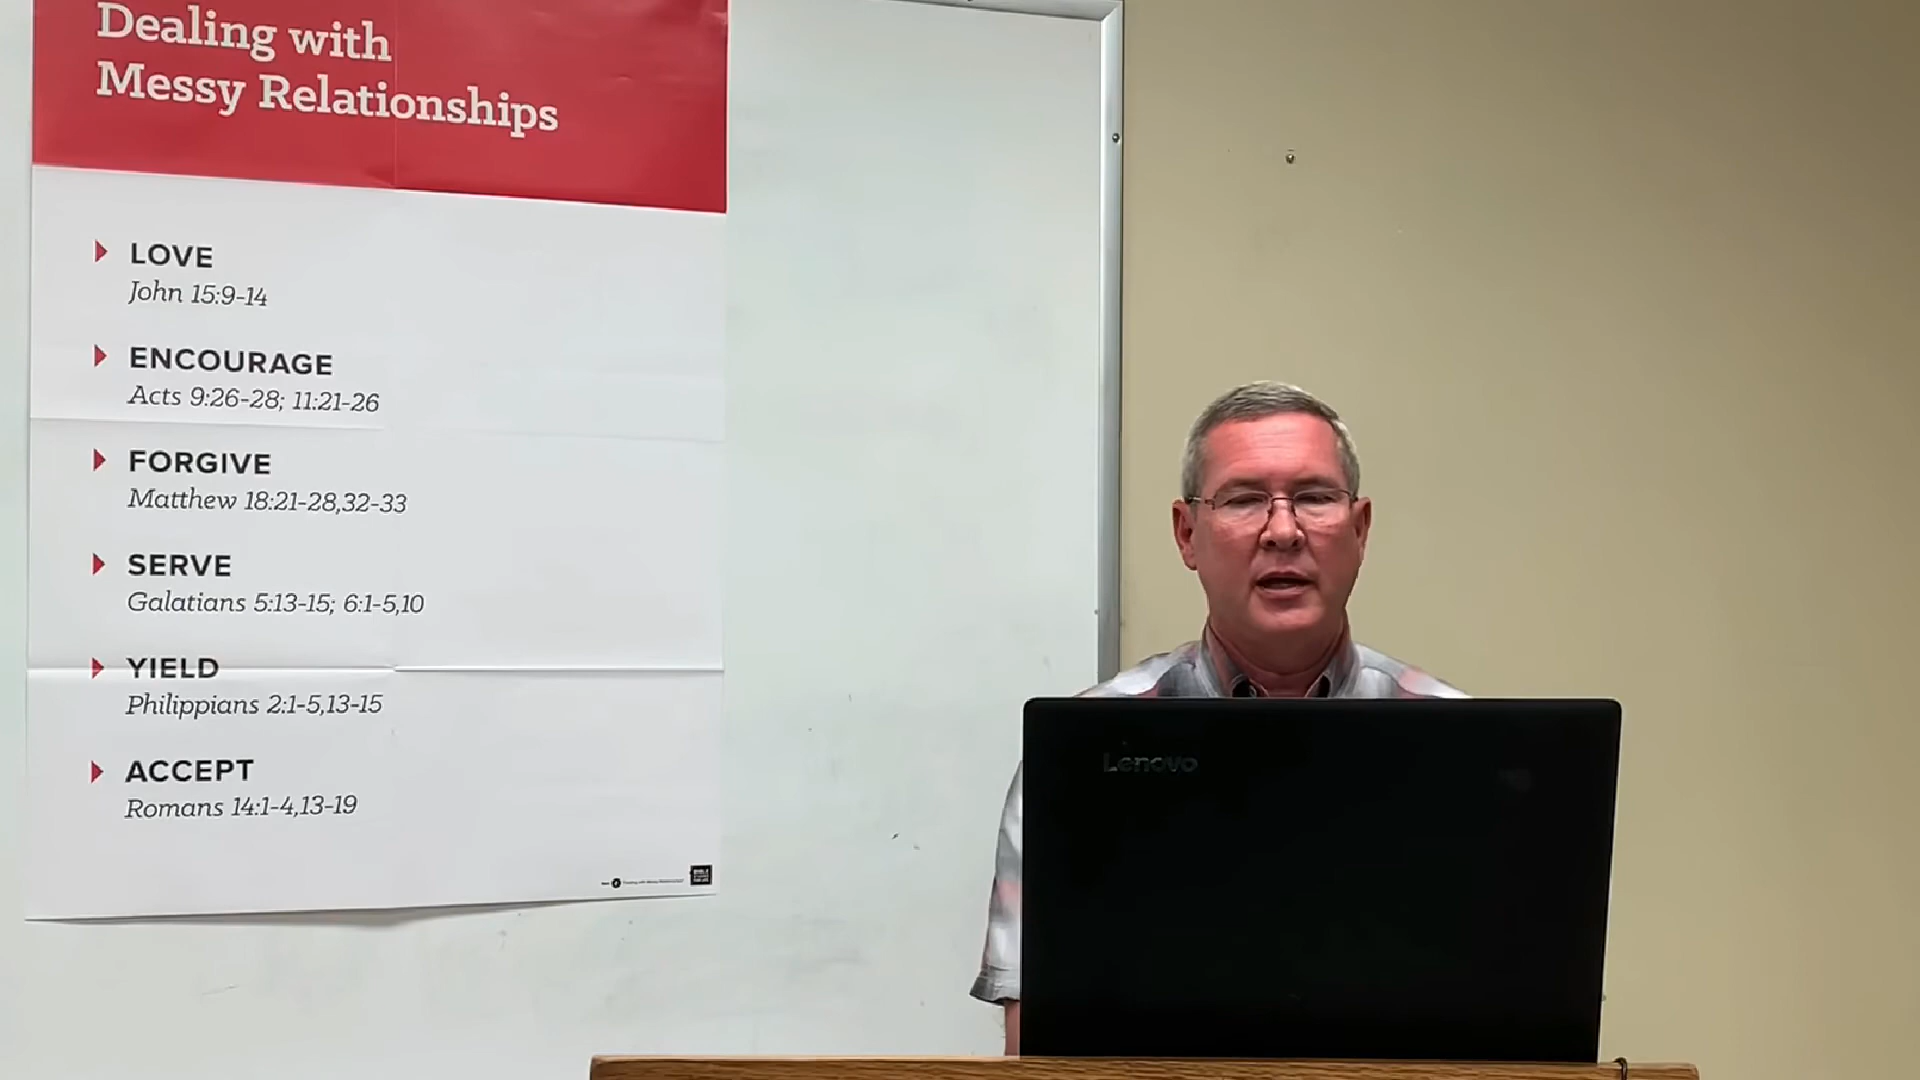 Dealing with
Messy Relationships
LOVE
John 15:9-14
ENCOURAGE
Acts 9:26-28; 11:21-26
FORGIVE
Matthew 18:21-28,32-33
SERVE
Galatians 5:13-15; 6:1-5,10
YIELD
Philippians 2:1-5,13-15
ACCEPT
Romans 14:1-4,13-19
Lenovo